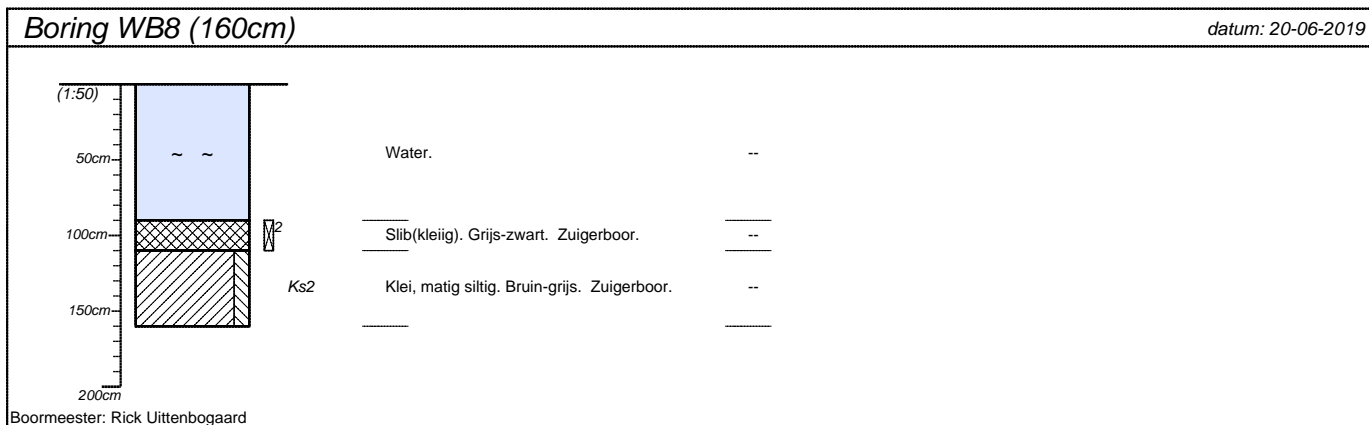 Boring WB8 (160cm) datum: 20-06-2019
(1:50)
50cm ~ ~ Water. --
100cm 2 Slib(kleiig). Grijs-zwart. Zuigerboor. --
Ks2 Klei, matig siltig. Bruin-grijs. Zuigerboor. --
150cm
200cm
Boormeester: Rick Uittenbogaard